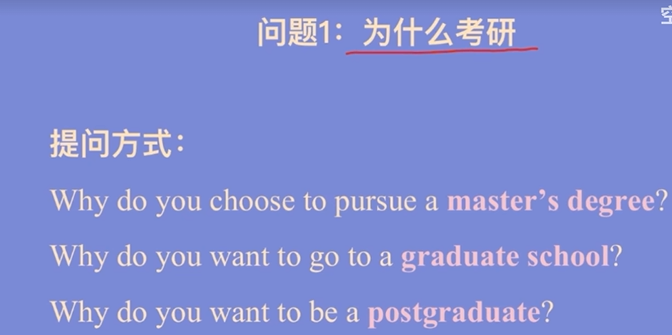 问题1：为什么考研
提问方式：
Why do you choose to pursue a master’s degree?
Why do you want to go to a graduate school?
Why do you want to be a postgraduate?